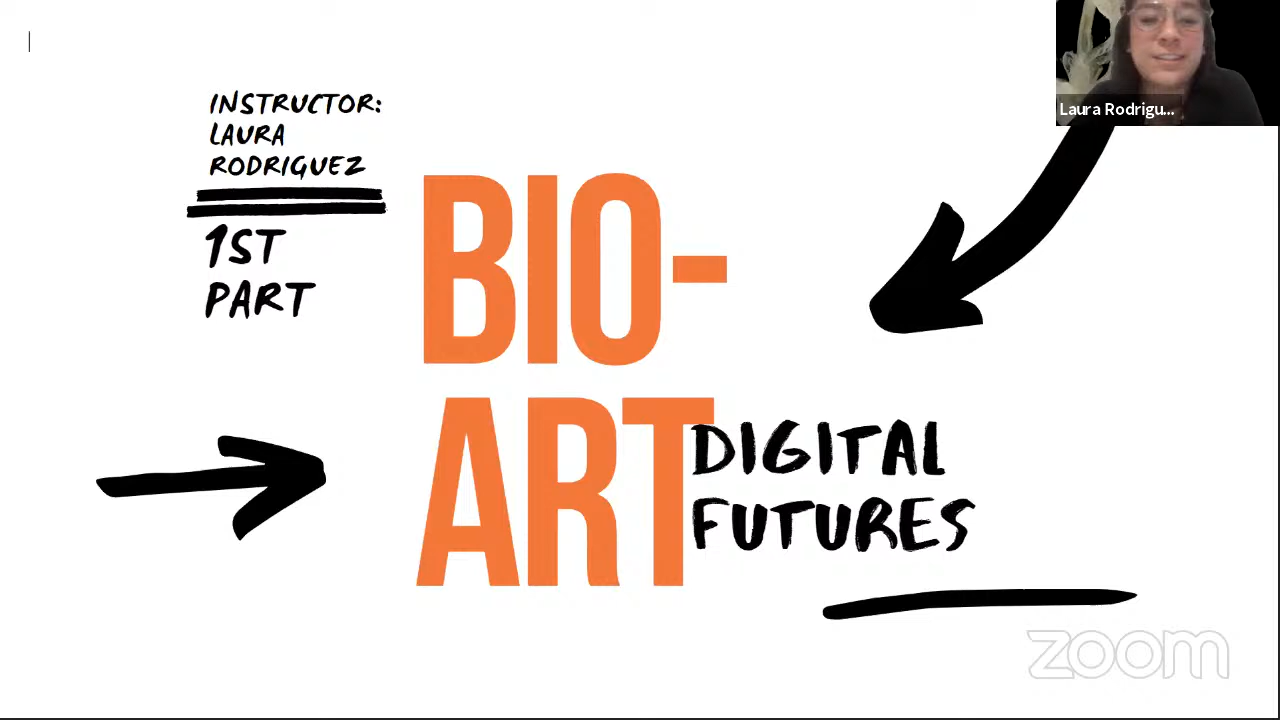 INSTRUCTOR:
LAURA
RODRIGUEZ
1ST
PART
BIO-
ART
DIGITAL
FUTURES
Laura Rodrigu...
zoom